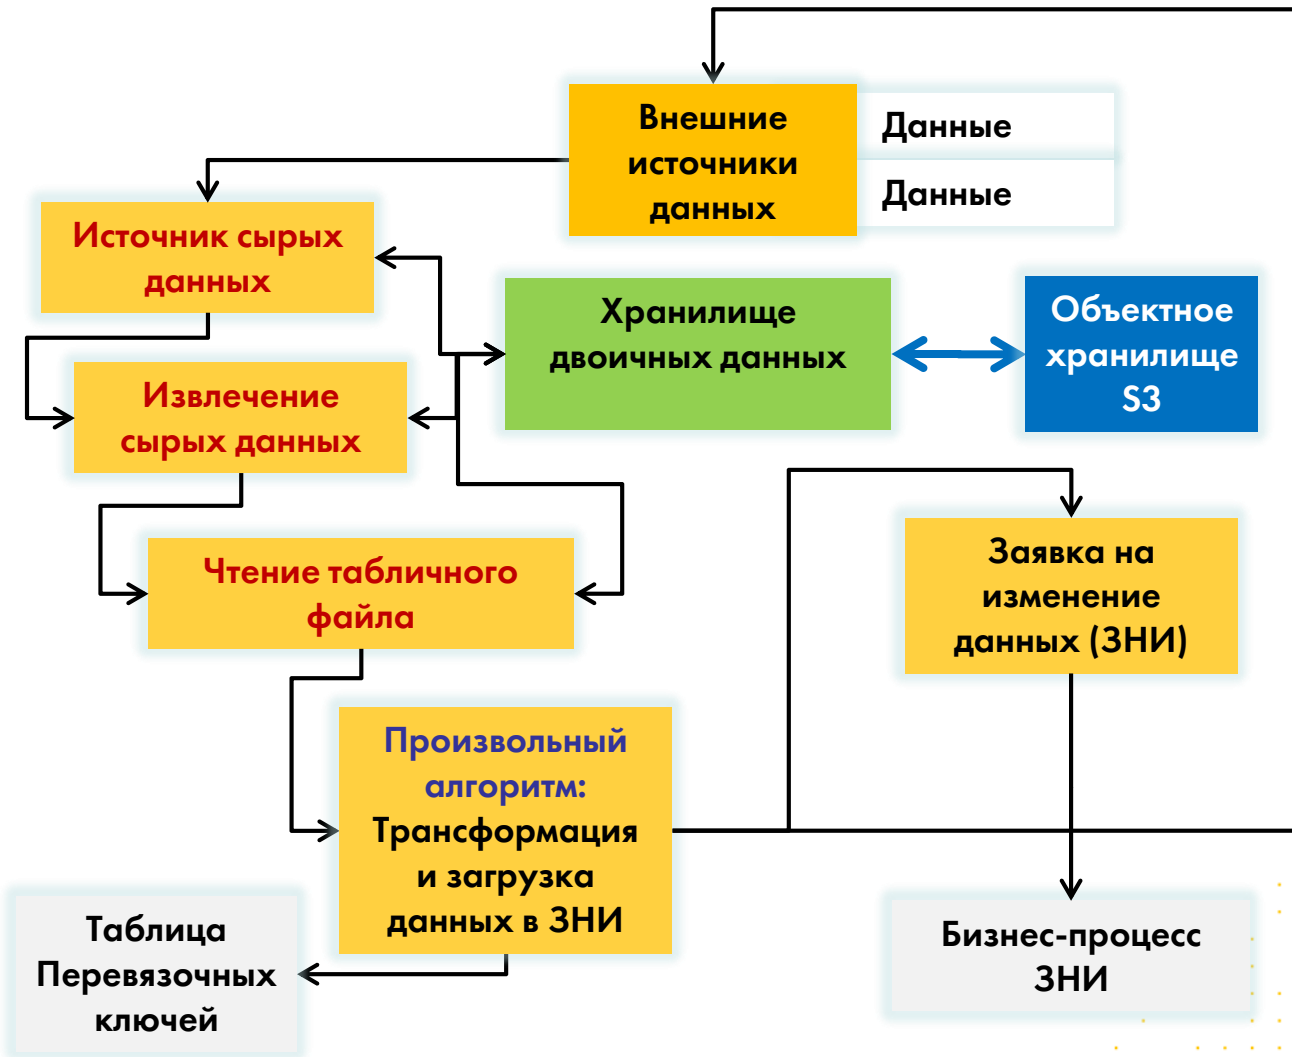 Внешние
источники
данных
Данные
Данные
Источник сырых
данных
Хранилище
двоичных данных
Объектное
хранилище
S3
Извлечение
сырых данных
Чтение табличного
файла
Заявка на
изменение
данных (ЗНИ)
Произвольный
алгоритм:
Трансформация
и загрузка
данных в ЗНИ
Таблица
Перевязочных
ключей
Бизнес-процесс
ЗНИ